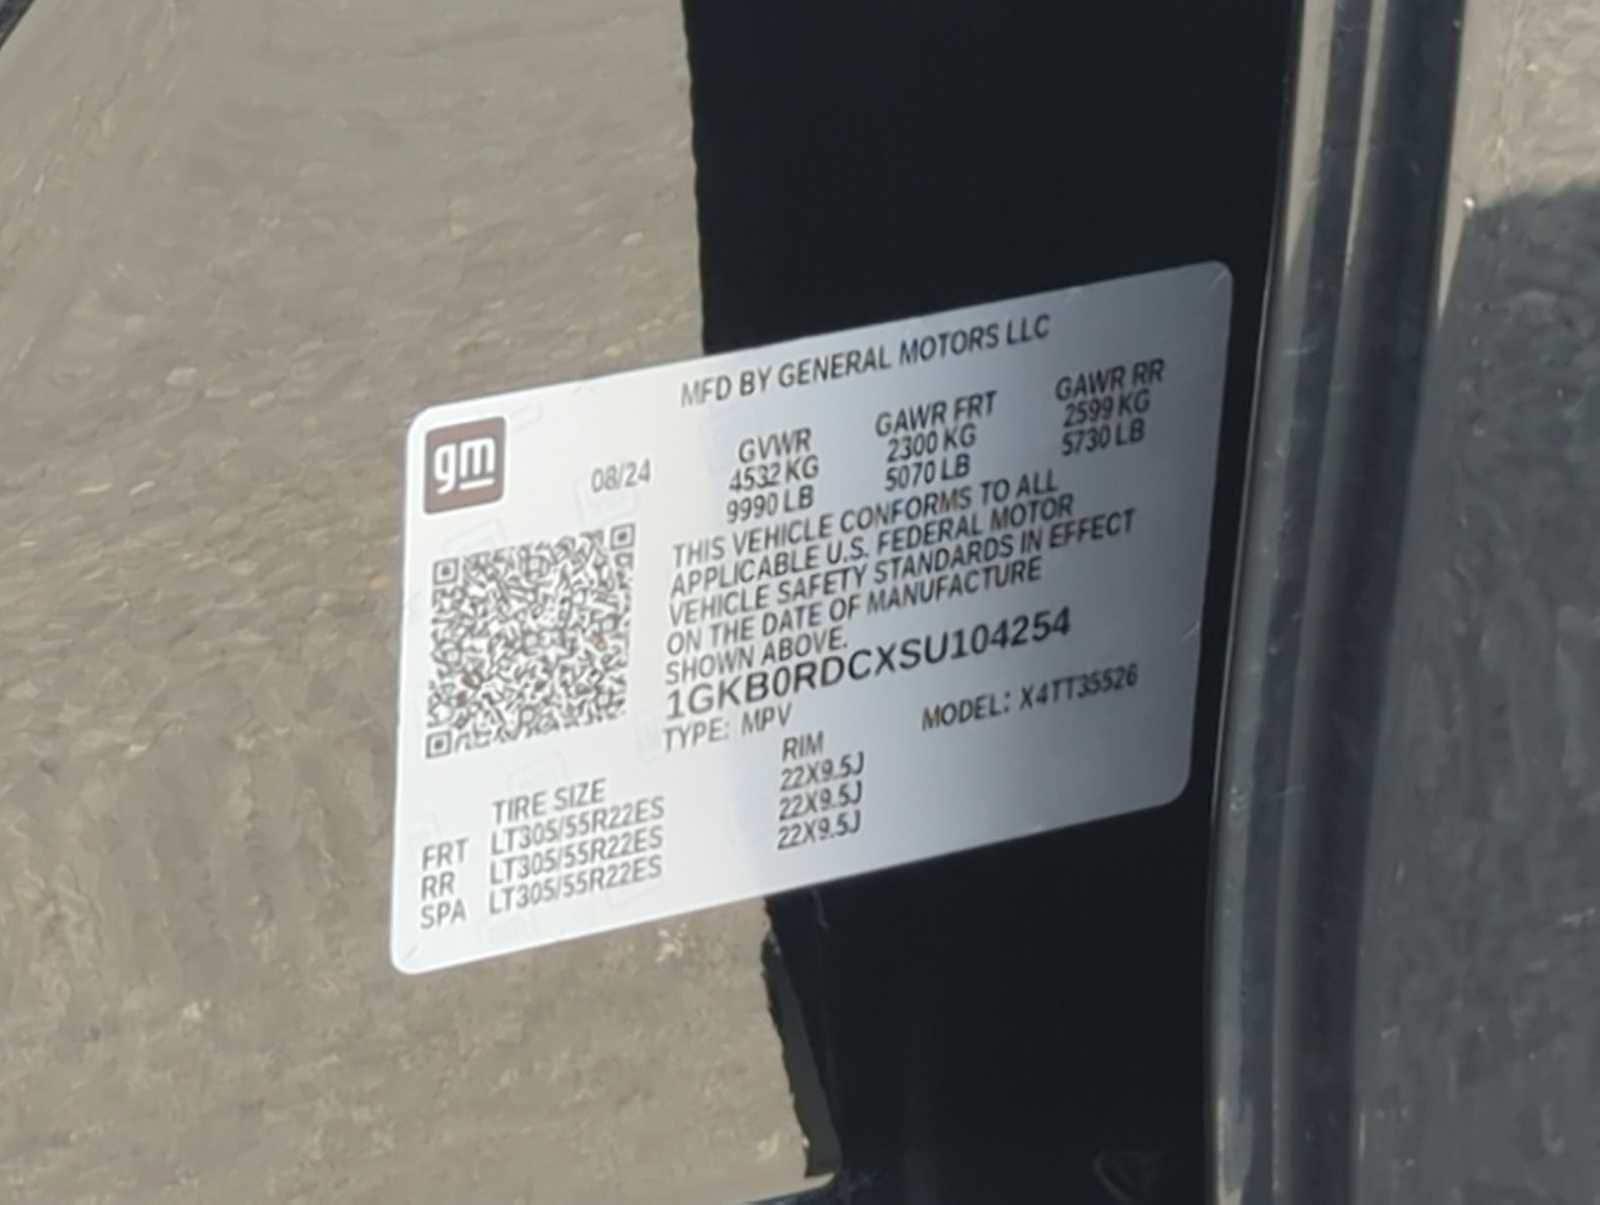 MFD BY GENERAL MOTORS LLC
gm
08/24
GVWR
4532 KG
9990 LB
GAWR FRT
2300 KG
5070 LB
GAWR RR
2599 KG
5730 LB
THIS VEHICLE CONFORMS TO ALL
APPLICABLE U.S. FEDERAL MOTOR
VEHICLE SAFETY STANDARDS IN EFFECT
ON THE DATE OF MANUFACTURE
SHOWN ABOVE.
1GKB0RDCXSU104254
TYPE: MPV
MODEL: X4TT35526
TIRE SIZE RIM
FRT LT305/55R22ES 22X9.5J
RR LT305/55R22ES 22X9.5J
SPA LT305/55R22ES 22X9.5J